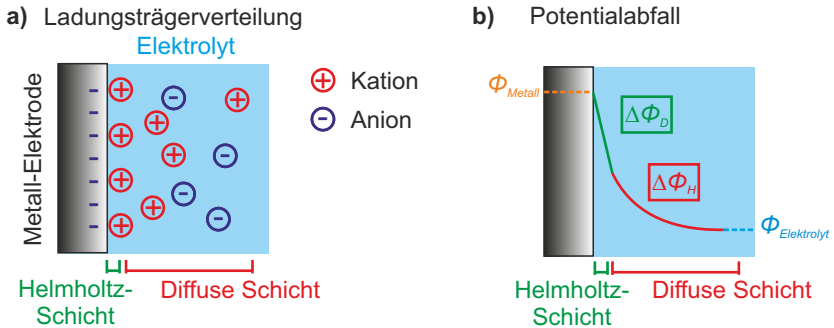 a) Ladungsträgerverteilung
Elektrolyt
Metall-Elektrode
+ Kation
- Anion
Helmholtz-
Schicht
Diffuse Schicht
b) Potentialabfall
Φ_Metall
ΔΦ_D
ΔΦ_H
Φ_Elektrolyt
Helmholtz-
Schicht
Diffuse Schicht